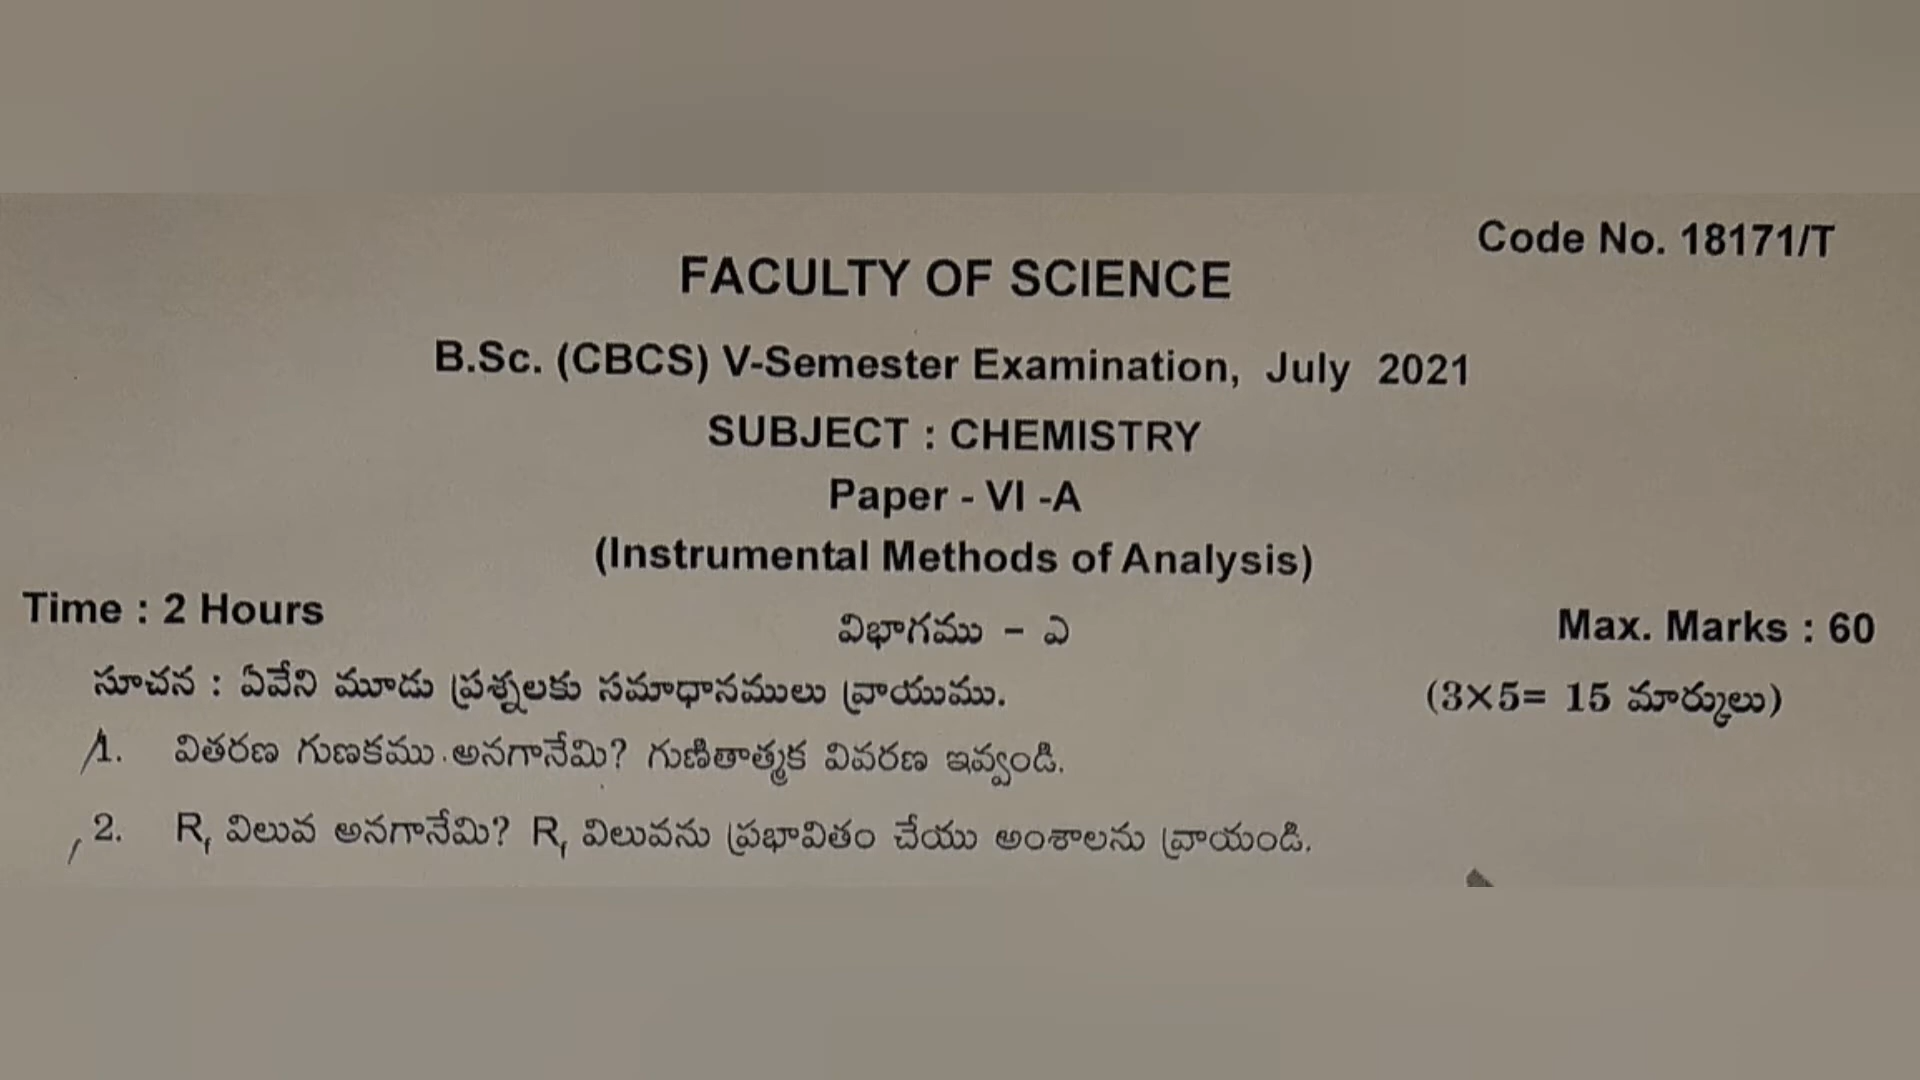 Code No. 18171/T
FACULTY OF SCIENCE
B.Sc. (CBCS) V-Semester Examination, July 2021
SUBJECT : CHEMISTRY
Paper - VI -A
(Instrumental Methods of Analysis)
Time : 2 Hours Max. Marks : 60
విభాగము – ఎ
సూచన : ఏవేని మూడు ప్రశ్నలకు సమాధానములు వ్రాయుము. (3×5= 15 మార్కులు)
1. వితరణ గుణకము అనగానేమి? గుణితాత్మక వివరణ ఇవ్వండి.
2. Rf విలువ అనగానేమి? Rf విలువను ప్రభావితం చేయు అంశాలను వ్రాయండి.